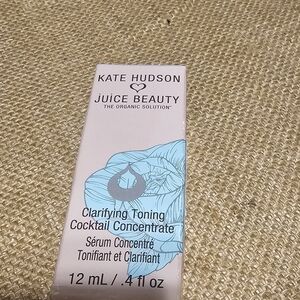 KATE HUDSON
JUICE BEAUTY
THE ORGANIC SOLUTION®
Clarifying Toning
Cocktail Concentrate
Sérum Concentré
Tonifiant et Clarifiant
12 mL / .4 fl oz